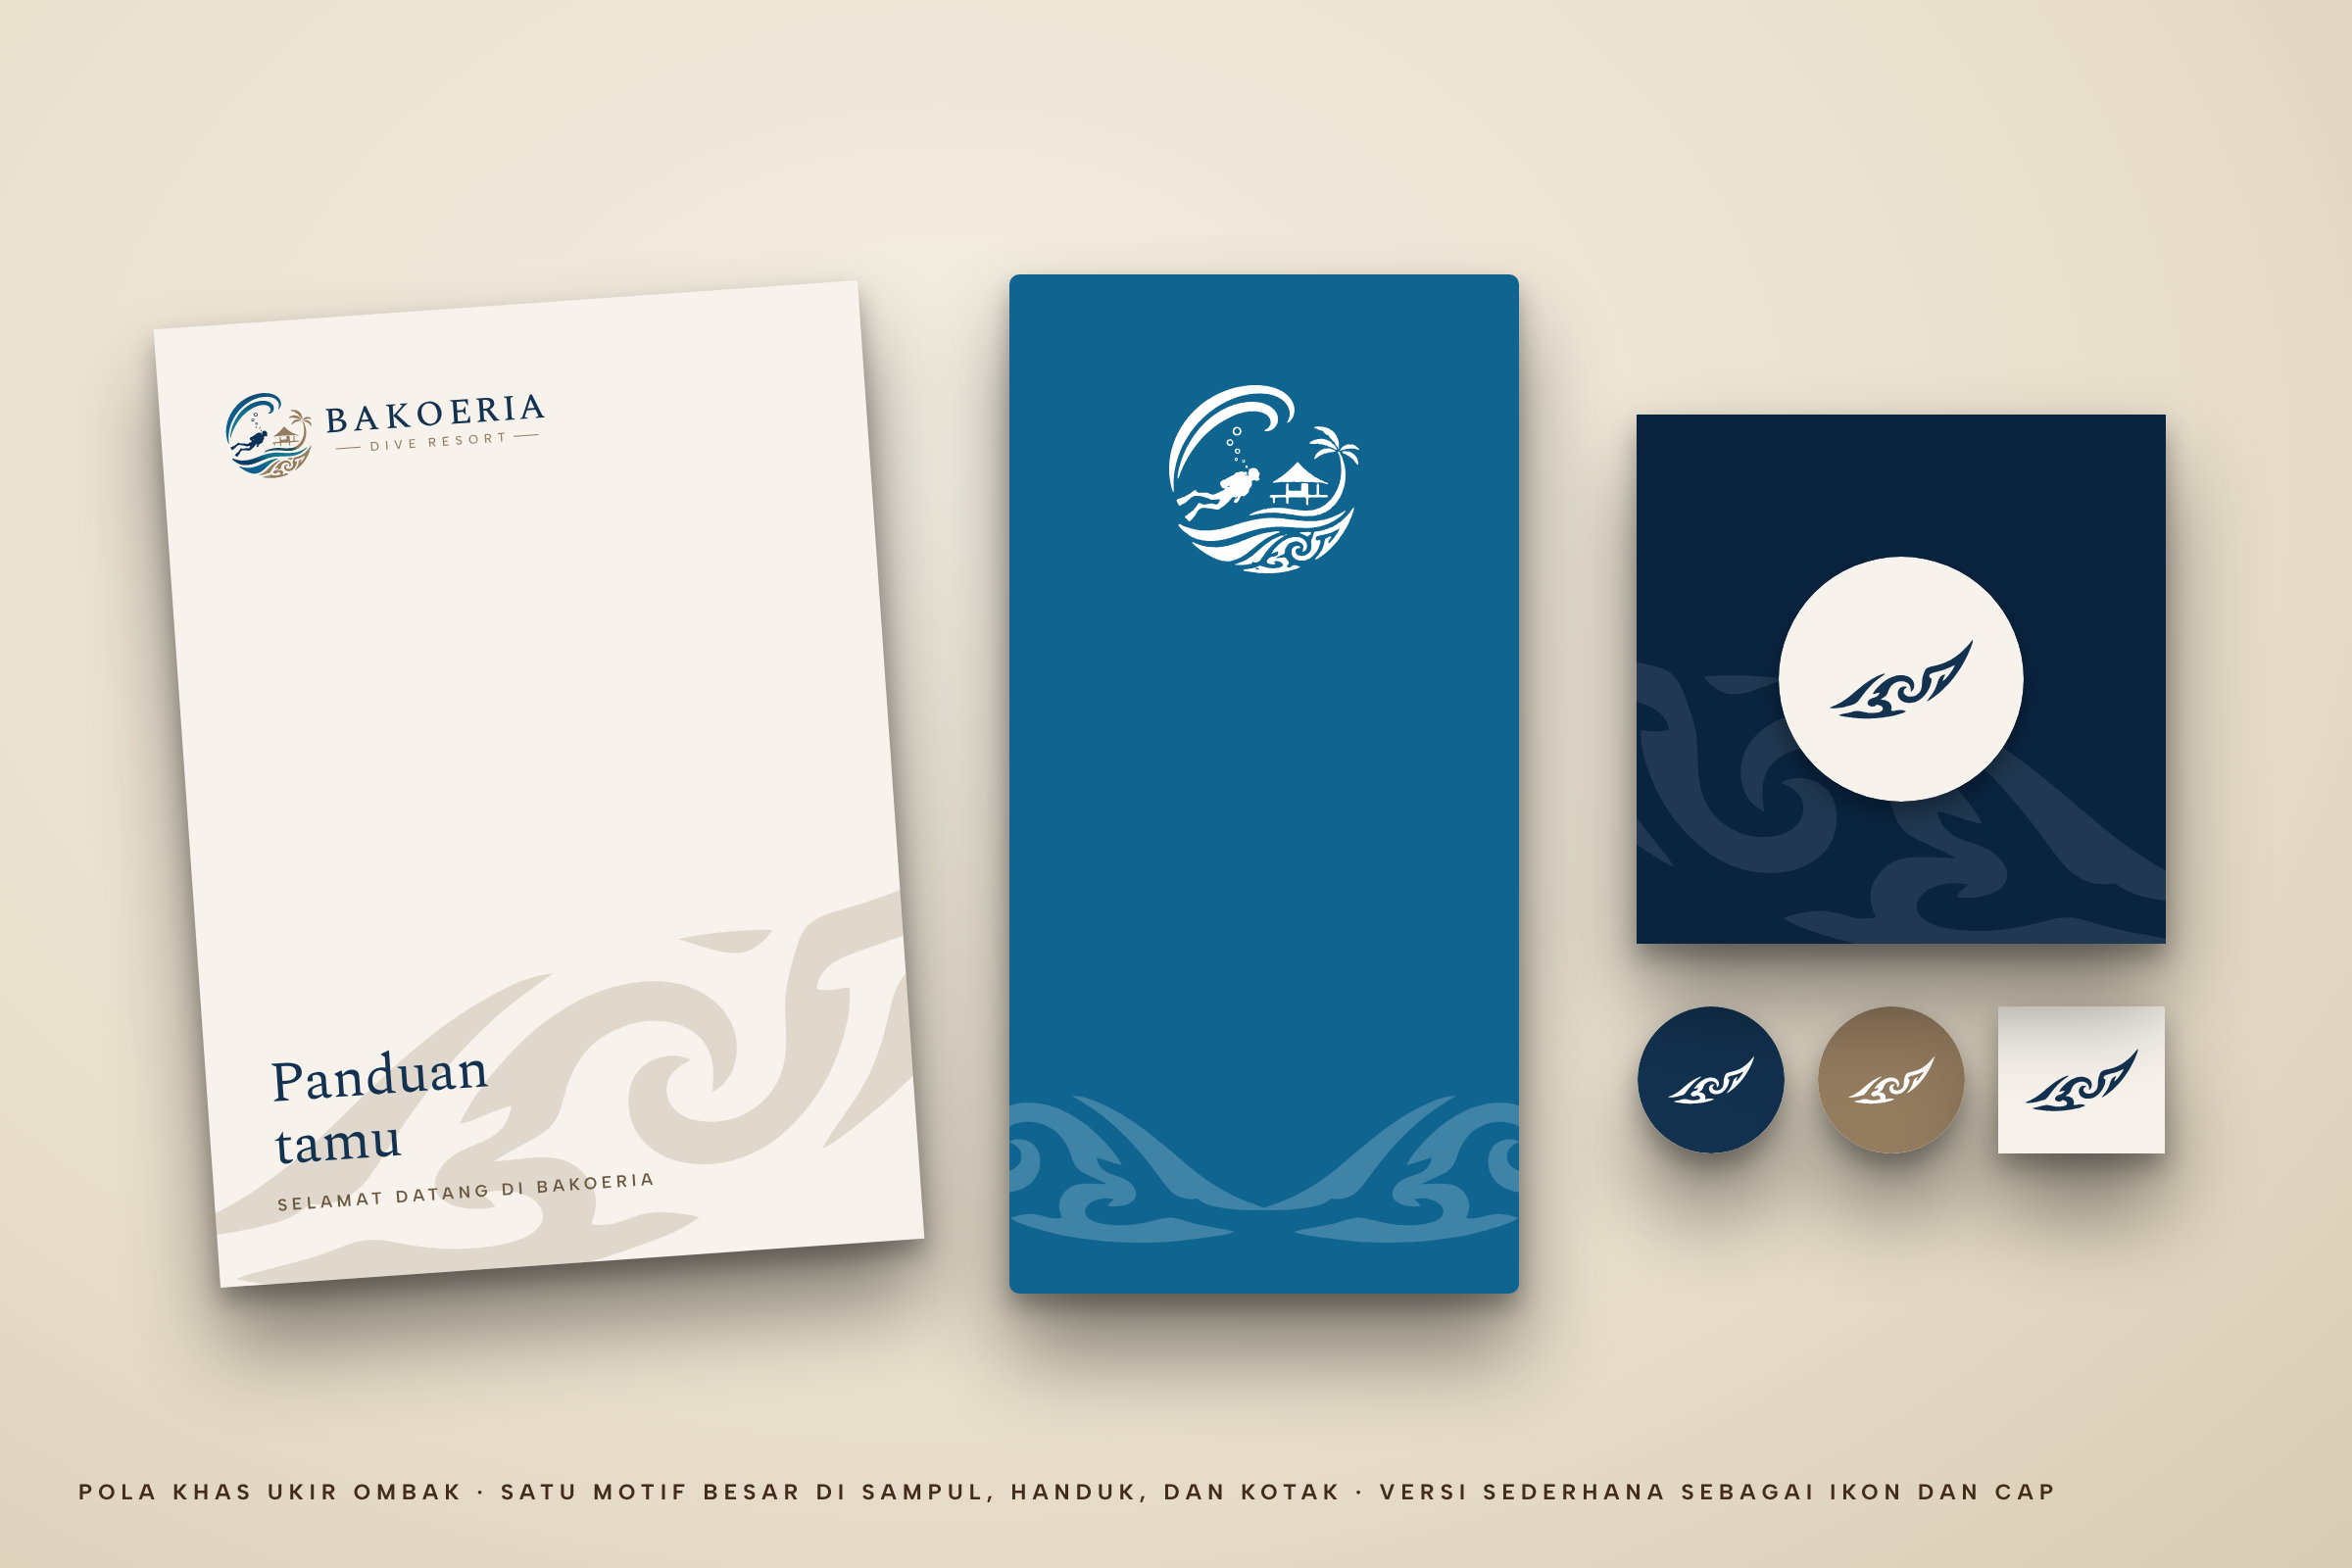 BAKOERIA
DIVE RESORT
Panduan
tamu
SELAMAT DATANG DI BAKOERIA
POLA KHAS UKIR OMBAK · SATU MOTIF BESAR DI SAMPUL, HANDUK, DAN KOTAK · VERSI SEDERHANA SEBAGAI IKON DAN CAP